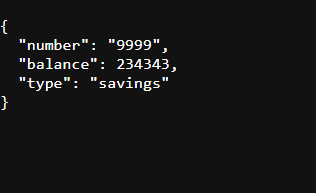 {
  "number": "9999",
  "balance": 234343,
  "type": "savings"
}